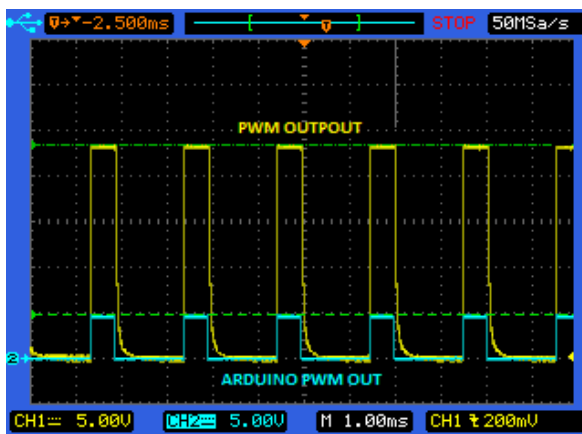 -2.500ms STOP 50MSa/s
PWM OUTPOUT
2
ARDUINO PWM OUT
CH1 5.00V CH2 5.00V M 1.00ms CH1 200mV